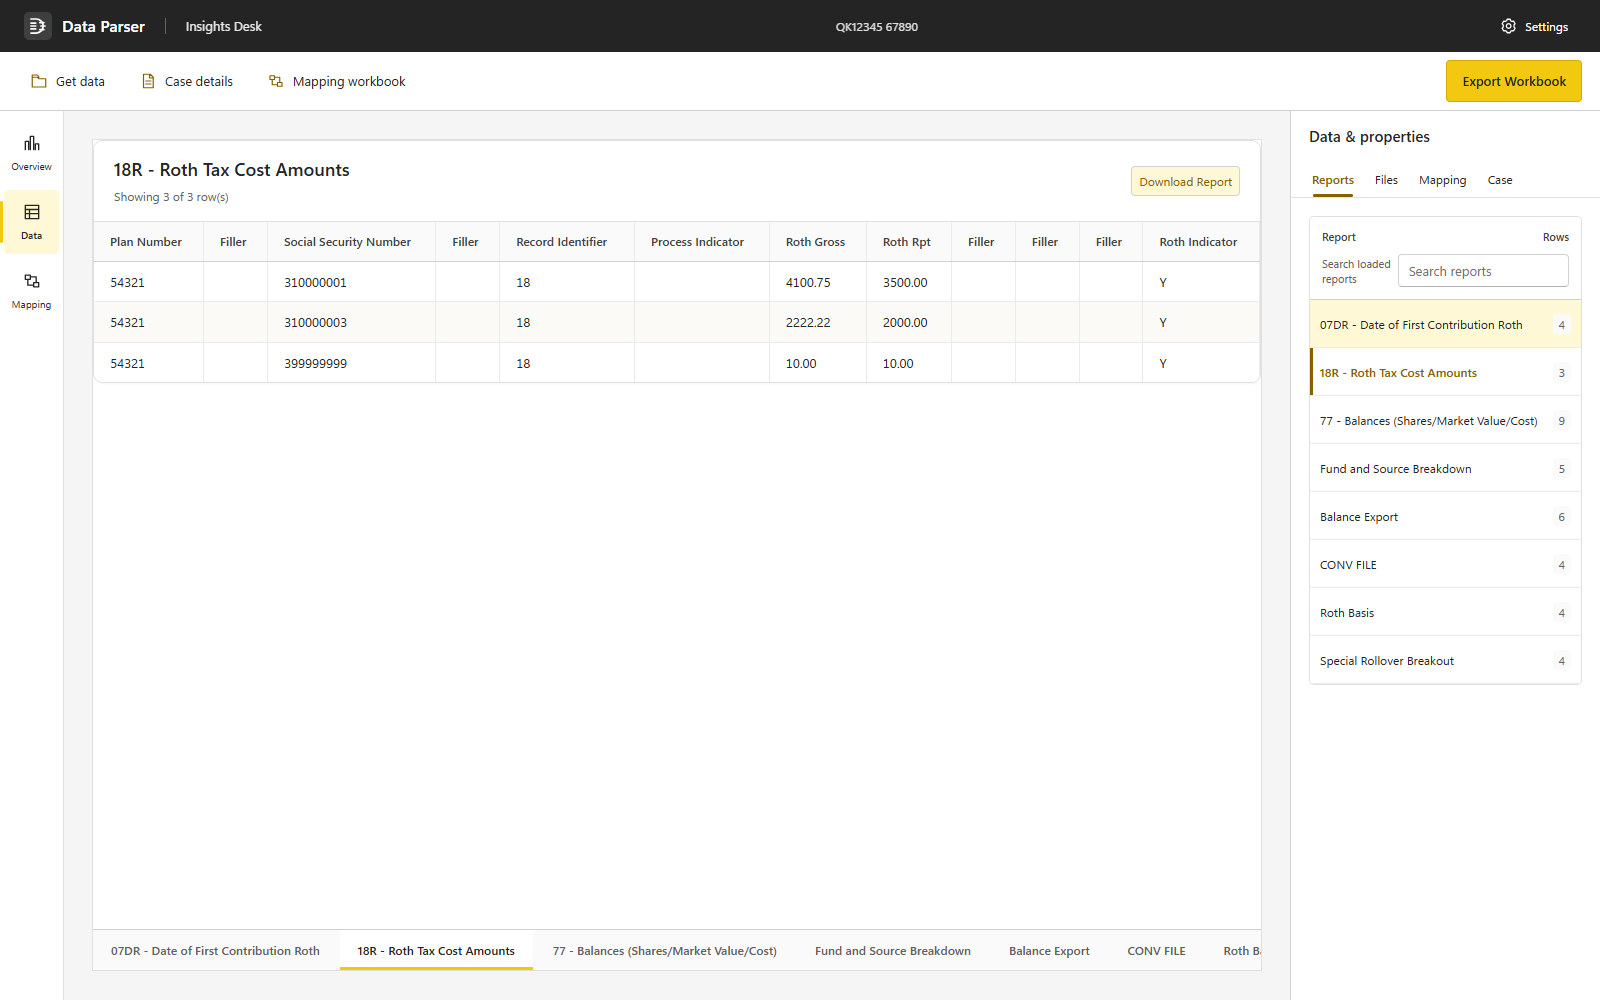 Data Parser
Insights Desk
QK12345 67890
Settings
Get data
Case details
Mapping workbook
Export Workbook
Overview
Data
Mapping
18R - Roth Tax Cost Amounts
Showing 3 of 3 row(s)
Download Report
Plan Number Filler Social Security Number Filler Record Identifier Process Indicator Roth Gross Roth Rpt Filler Filler Filler Roth Indicator
54321 310000001 18 4100.75 3500.00 Y
54321 310000003 18 2222.22 2000.00 Y
54321 399999999 18 10.00 10.00 Y
07DR - Date of First Contribution Roth
18R - Roth Tax Cost Amounts
77 - Balances (Shares/Market Value/Cost)
Fund and Source Breakdown
Balance Export
CONV FILE
Roth
Data & properties
Reports Files Mapping Case
Report Rows
Search loaded
reports
Search reports
07DR - Date of First Contribution Roth 4
18R - Roth Tax Cost Amounts 3
77 - Balances (Shares/Market Value/Cost) 9
Fund and Source Breakdown 5
Balance Export 6
CONV FILE 4
Roth Basis 4
Special Rollover Breakout 4